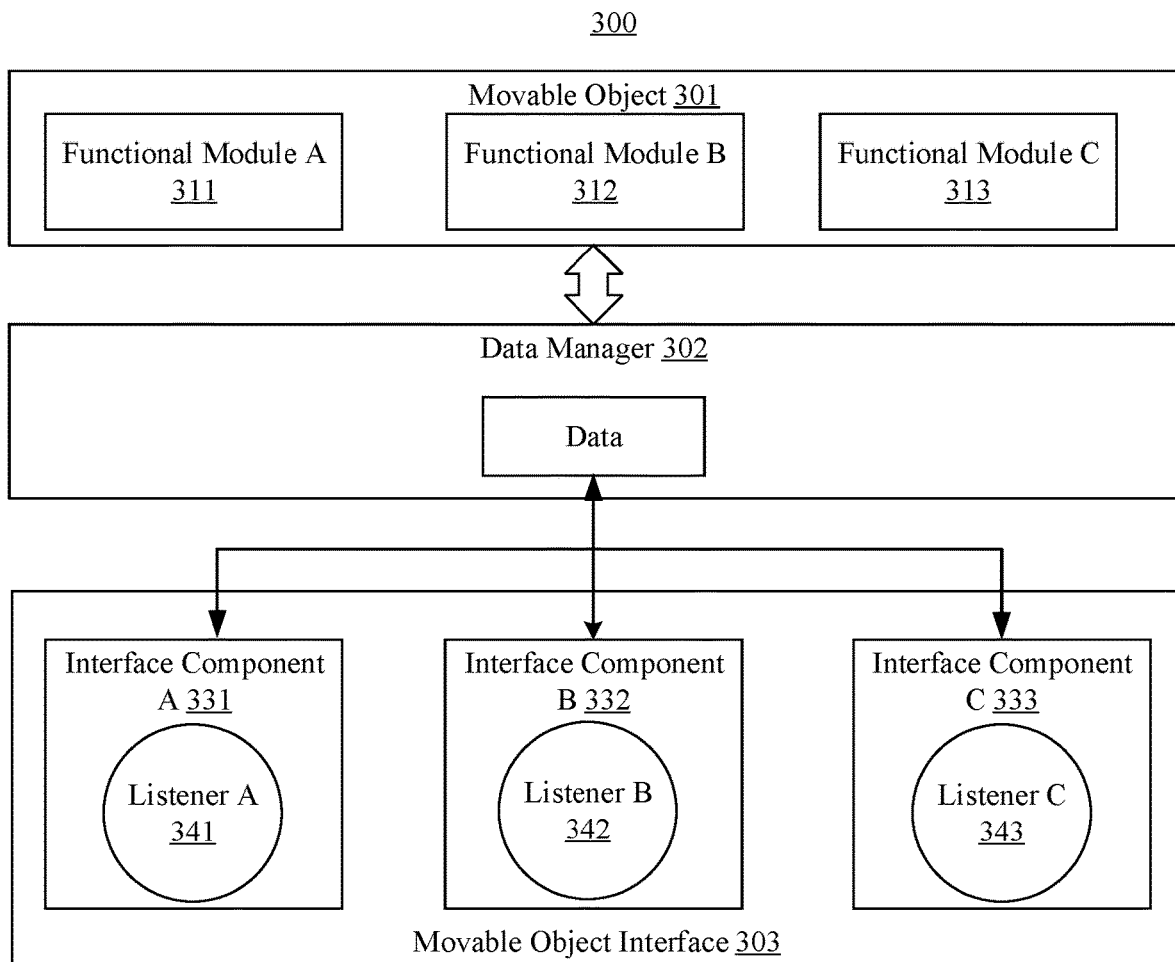 300
Movable Object 301
Functional Module A
311
Functional Module B
312
Functional Module C
313
Data Manager 302
Data
Interface Component
A 331
Listener A
341
Interface Component
B 332
Listener B
342
Interface Component
C 333
Listener C
343
Movable Object Interface 303